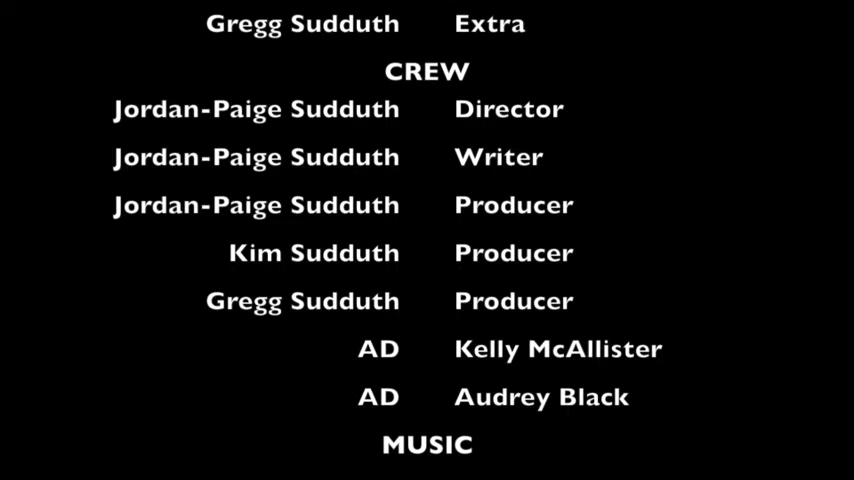 Gregg Sudduth Extra
CREW
Jordan-Paige Sudduth Director
Jordan-Paige Sudduth Writer
Jordan-Paige Sudduth Producer
Kim Sudduth Producer
Gregg Sudduth Producer
AD Kelly McAllister
AD Audrey Black
MUSIC